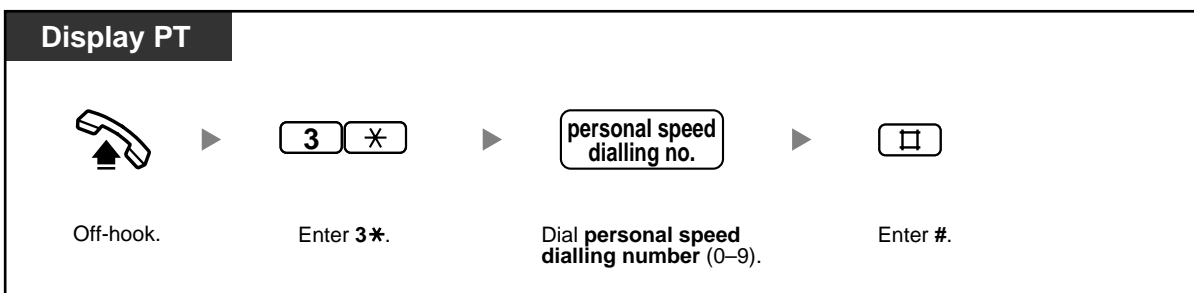 Display PT
3 ✳
personal speed
dialling no.
#
Off-hook.
Enter 3✳.
Dial personal speed
dialling number (0–9).
Enter #.